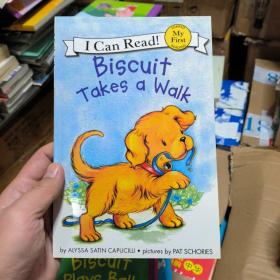 I Can Read!
My
First
Biscuit
Takes a Walk
by ALYSSA SATIN CAPUCILLI • pictures by PAT SCHORIES
Biscuit
Plays Ball